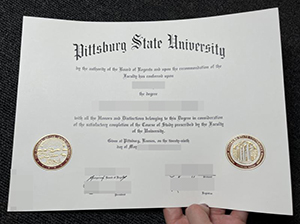 Pittsburg State University
by the authority of the Board of Regents and upon the recommendation of the
Faculty has conferred upon
the degree
with all the Honors and Distinctions belonging to this Degree in consideration
of the satisfactory completion of the Course of Study prescribed by the Faculty
of the University.
Given at Pittsburg, Kansas, on the twenty-sixth
day of May